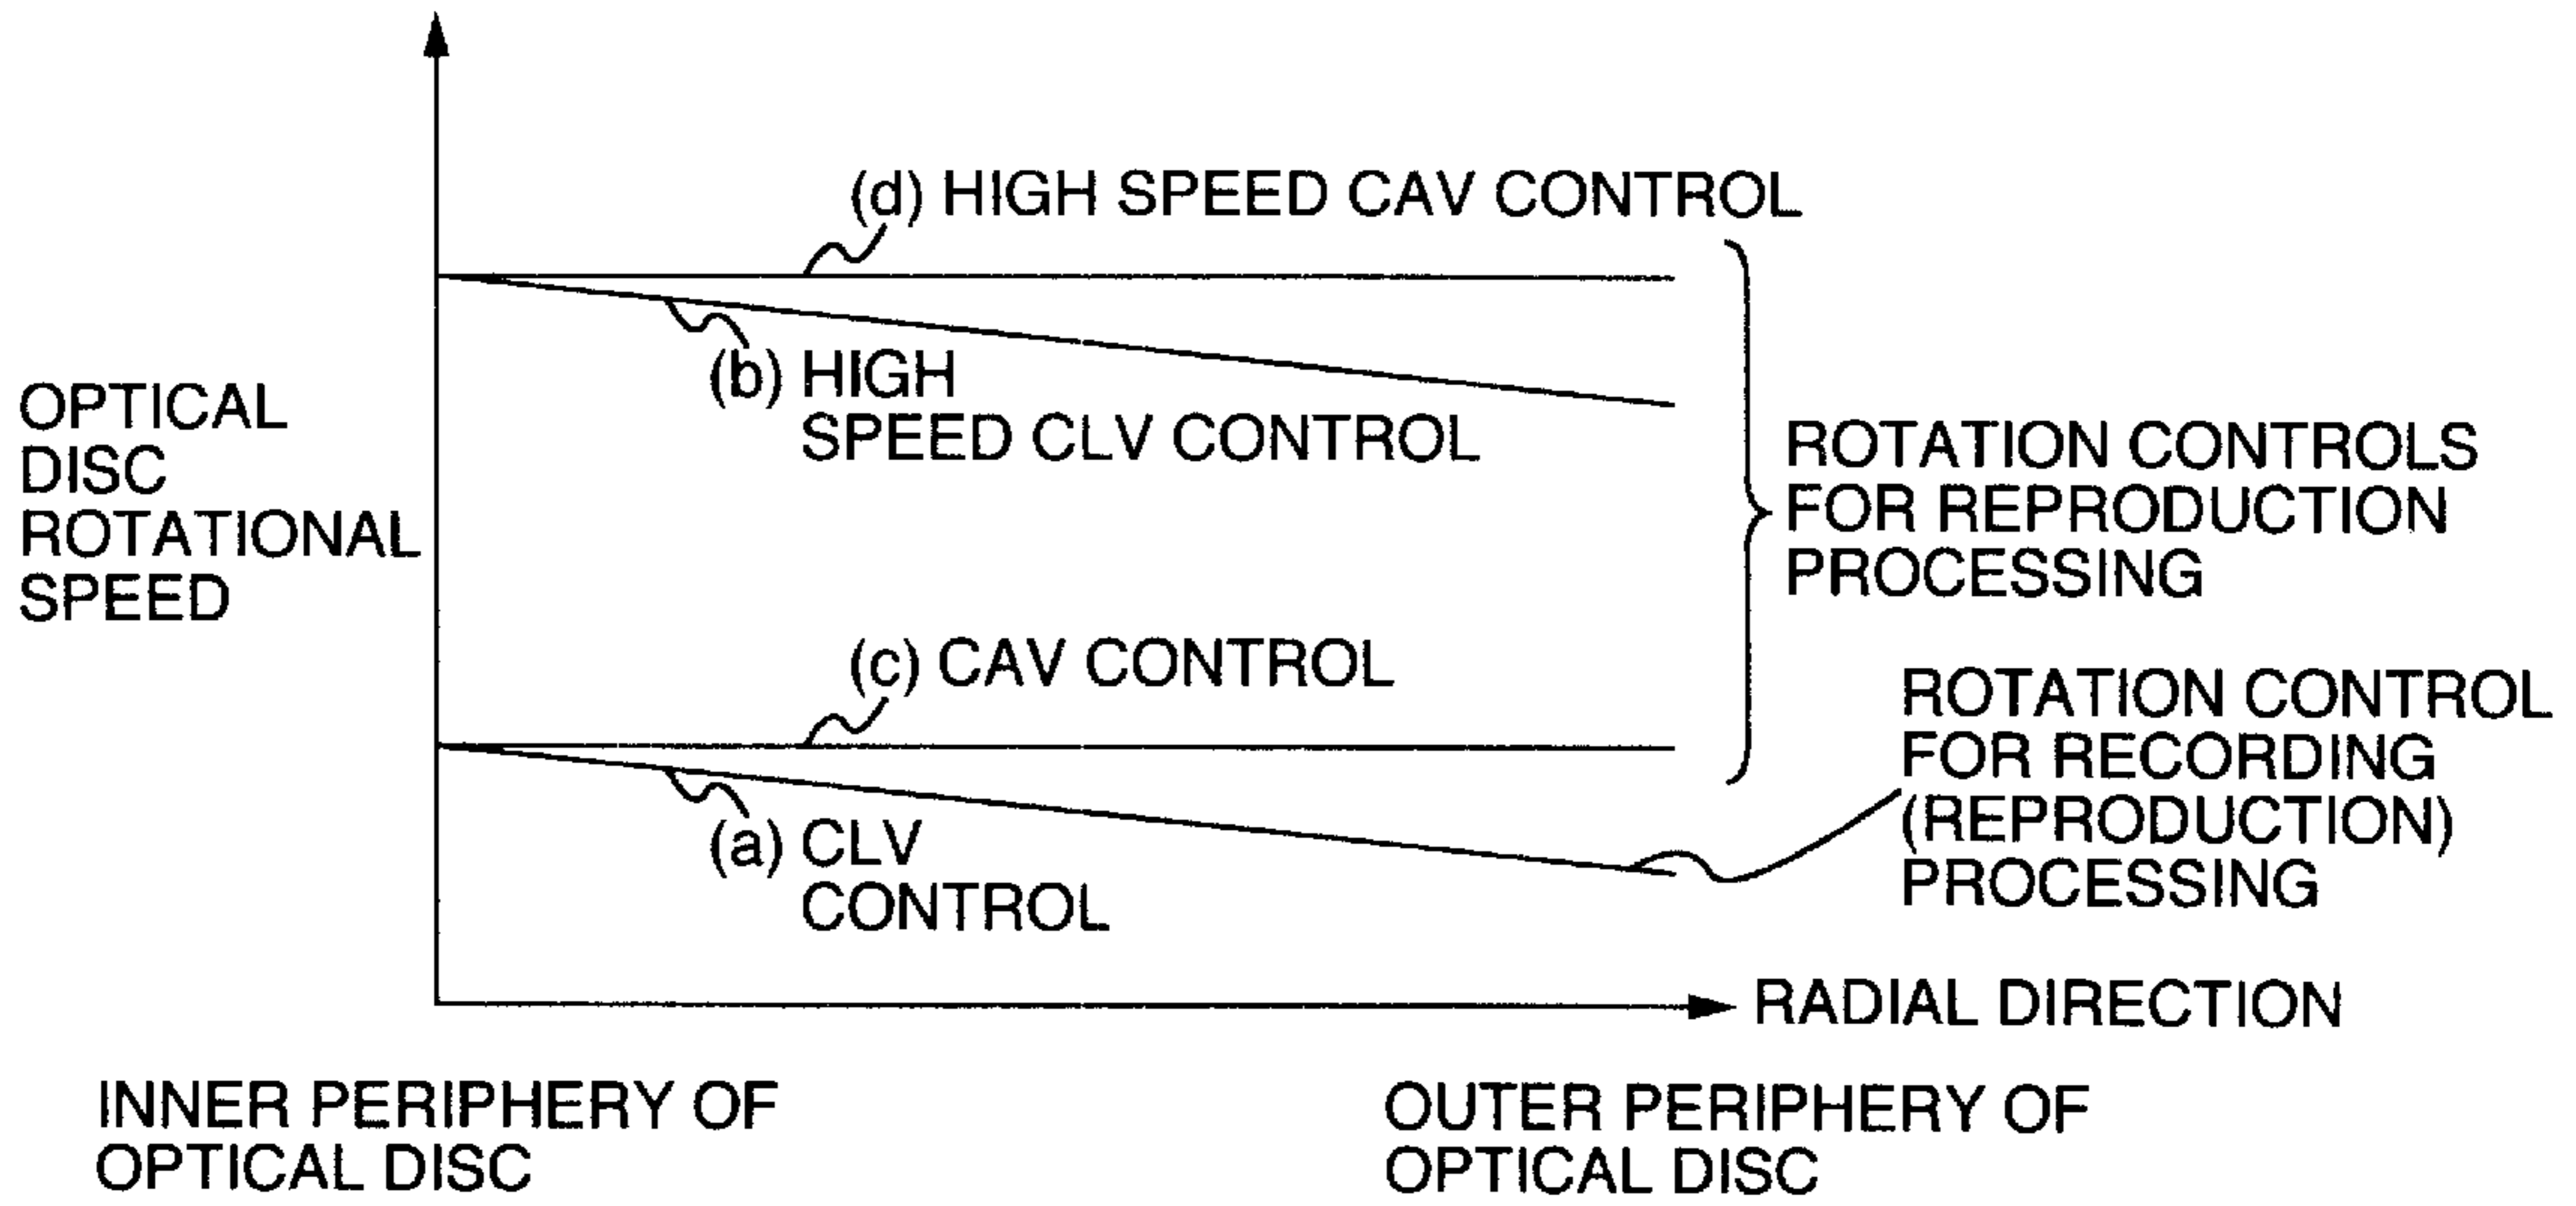 (d) HIGH SPEED CAV CONTROL
(b) HIGH
SPEED CLV CONTROL
OPTICAL
DISC
ROTATIONAL
SPEED
ROTATION CONTROLS
FOR REPRODUCTION
PROCESSING
(c) CAV CONTROL
ROTATION CONTROL
FOR RECORDING
(REPRODUCTION)
PROCESSING
(a) CLV
CONTROL
RADIAL DIRECTION
INNER PERIPHERY OF
OPTICAL DISC
OUTER PERIPHERY OF
OPTICAL DISC